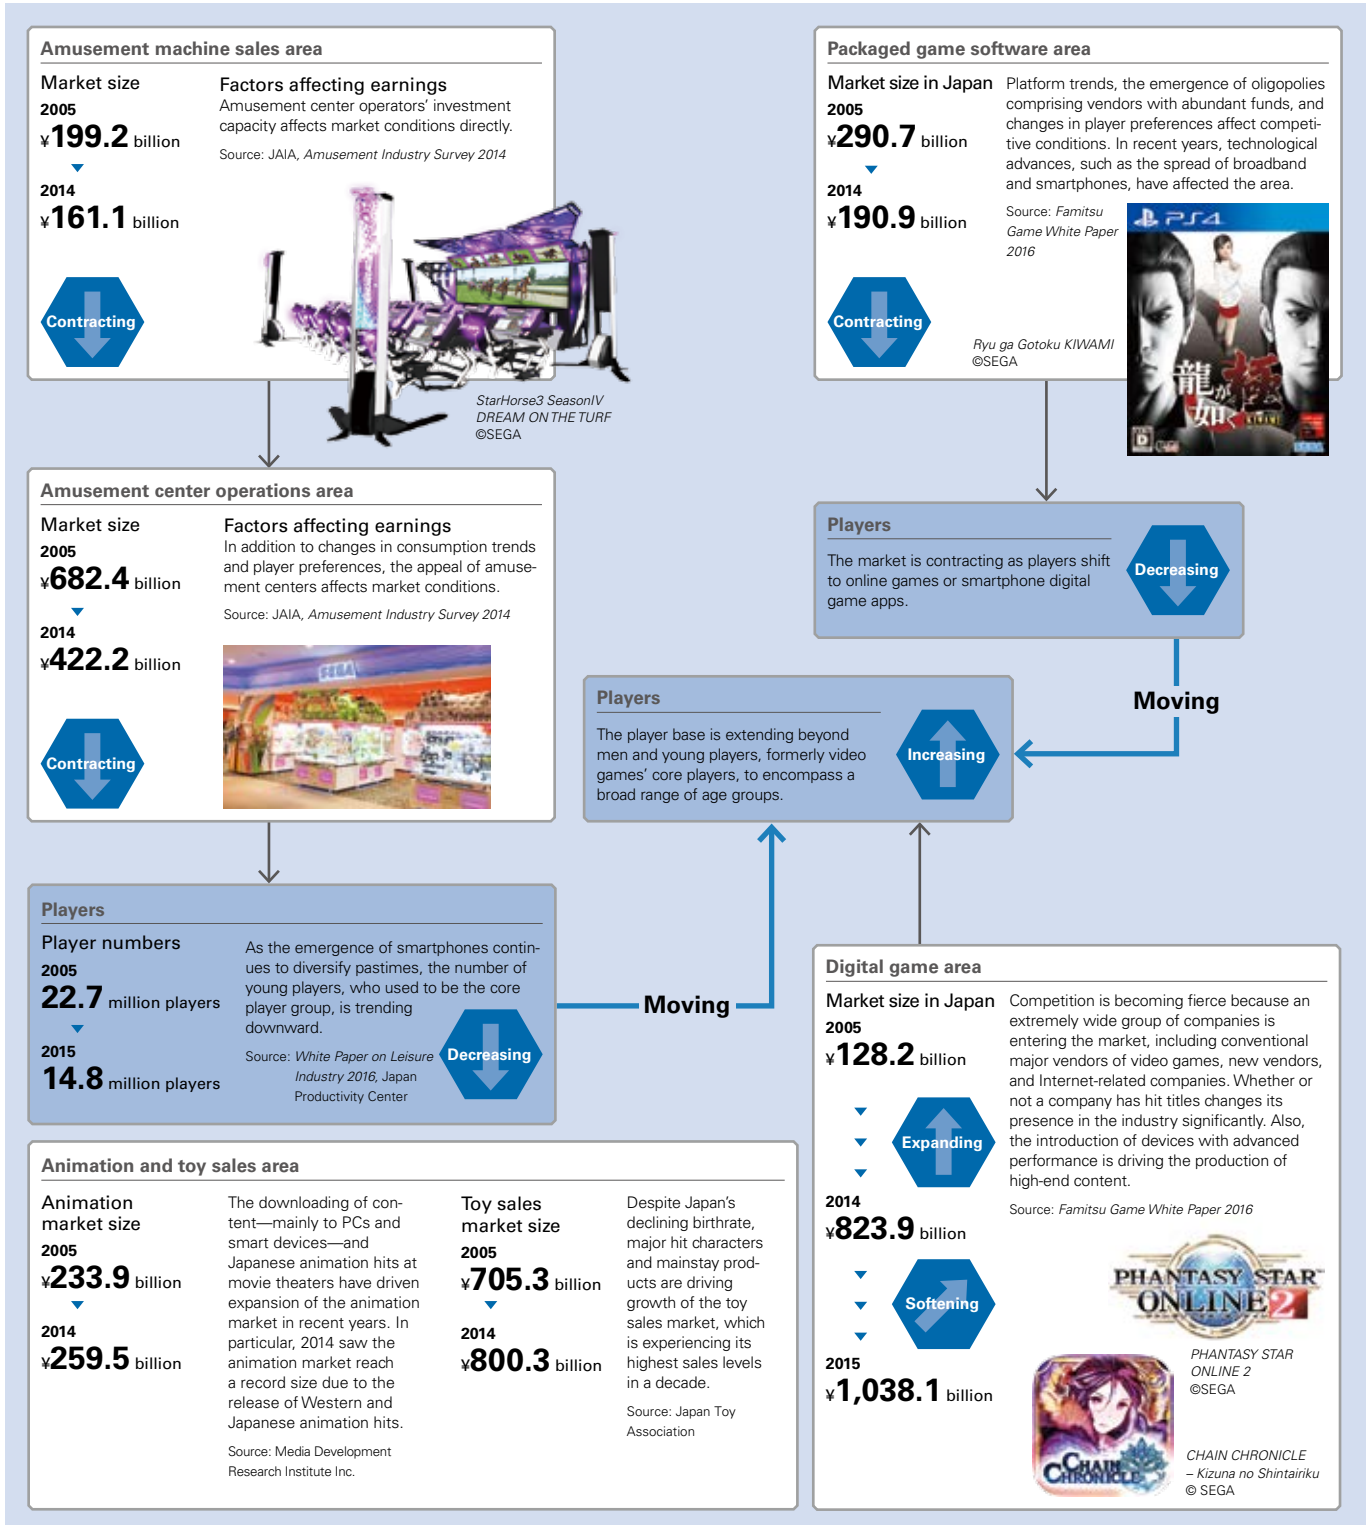 Amusement machine sales area
Market size
2005
¥199.2 billion
2014
¥161.1 billion
Contracting
Factors affecting earnings
Amusement center operators' investment
capacity affects market conditions directly.
Source: JAIA, Amusement Industry Survey 2014
StarHorse3 SeasonIV
DREAM ON THE TURF
©SEGA
Packaged game software area
Market size in Japan
2005
¥290.7 billion
2014
¥190.9 billion
Contracting
Platform trends, the emergence of oligopolies
comprising vendors with abundant funds, and
changes in player preferences affect competi-
tive conditions. In recent years, technological
advances, such as the spread of broadband
and smartphones, have affected the area.
Source: Famitsu
Game White Paper
2016
Ryu ga Gotoku KIWAMI
©SEGA
PS4
龍が
如く
極
SEGA
Amusement center operations area
Market size
2005
¥682.4 billion
2014
¥422.2 billion
Contracting
Factors affecting earnings
In addition to changes in consumption trends
and player preferences, the appeal of amuse-
ment centers affects market conditions.
Source: JAIA, Amusement Industry Survey 2014
SEGA
Players
The market is contracting as players shift
to online games or smartphone digital
game apps.
Decreasing
Moving
Players
The player base is extending beyond
men and young players, formerly video
games' core players, to encompass a
broad range of age groups.
Increasing
Players
Player numbers
2005
22.7 million players
2015
14.8 million players
As the emergence of smartphones contin-
ues to diversify pastimes, the number of
young players, who used to be the core
player group, is trending
downward.
Source: White Paper on Leisure
Industry 2016, Japan
Productivity Center
Decreasing
Moving
Digital game area
Market size in Japan
2005
¥128.2 billion
Expanding
2014
¥823.9 billion
Softening
2015
¥1,038.1 billion
Competition is becoming fierce because an
extremely wide group of companies is
entering the market, including conventional
major vendors of video games, new vendors,
and Internet-related companies. Whether or
not a company has hit titles changes its
presence in the industry significantly. Also,
the introduction of devices with advanced
performance is driving the production of
high-end content.
Source: Famitsu Game White Paper 2016
PHANTASY STAR
ONLINE 2
PHANTASY STAR
ONLINE 2
©SEGA
CHAIN
CHRONICLE
CHAIN CHRONICLE
– Kizuna no Shintairiku
© SEGA
Animation and toy sales area
Animation
market size
2005
¥233.9 billion
2014
¥259.5 billion
The downloading of con-
tent—mainly to PCs and
smart devices—and
Japanese animation hits at
movie theaters have driven
expansion of the animation
market in recent years. In
particular, 2014 saw the
animation market reach
a record size due to the
release of Western and
Japanese animation hits.
Source: Media Development
Research Institute Inc.
Toy sales
market size
2005
¥705.3 billion
2014
¥800.3 billion
Despite Japan's
declining birthrate,
major hit characters
and mainstay prod-
ucts are driving
growth of the toy
sales market, which
is experiencing its
highest sales levels
in a decade.
Source: Japan Toy
Association